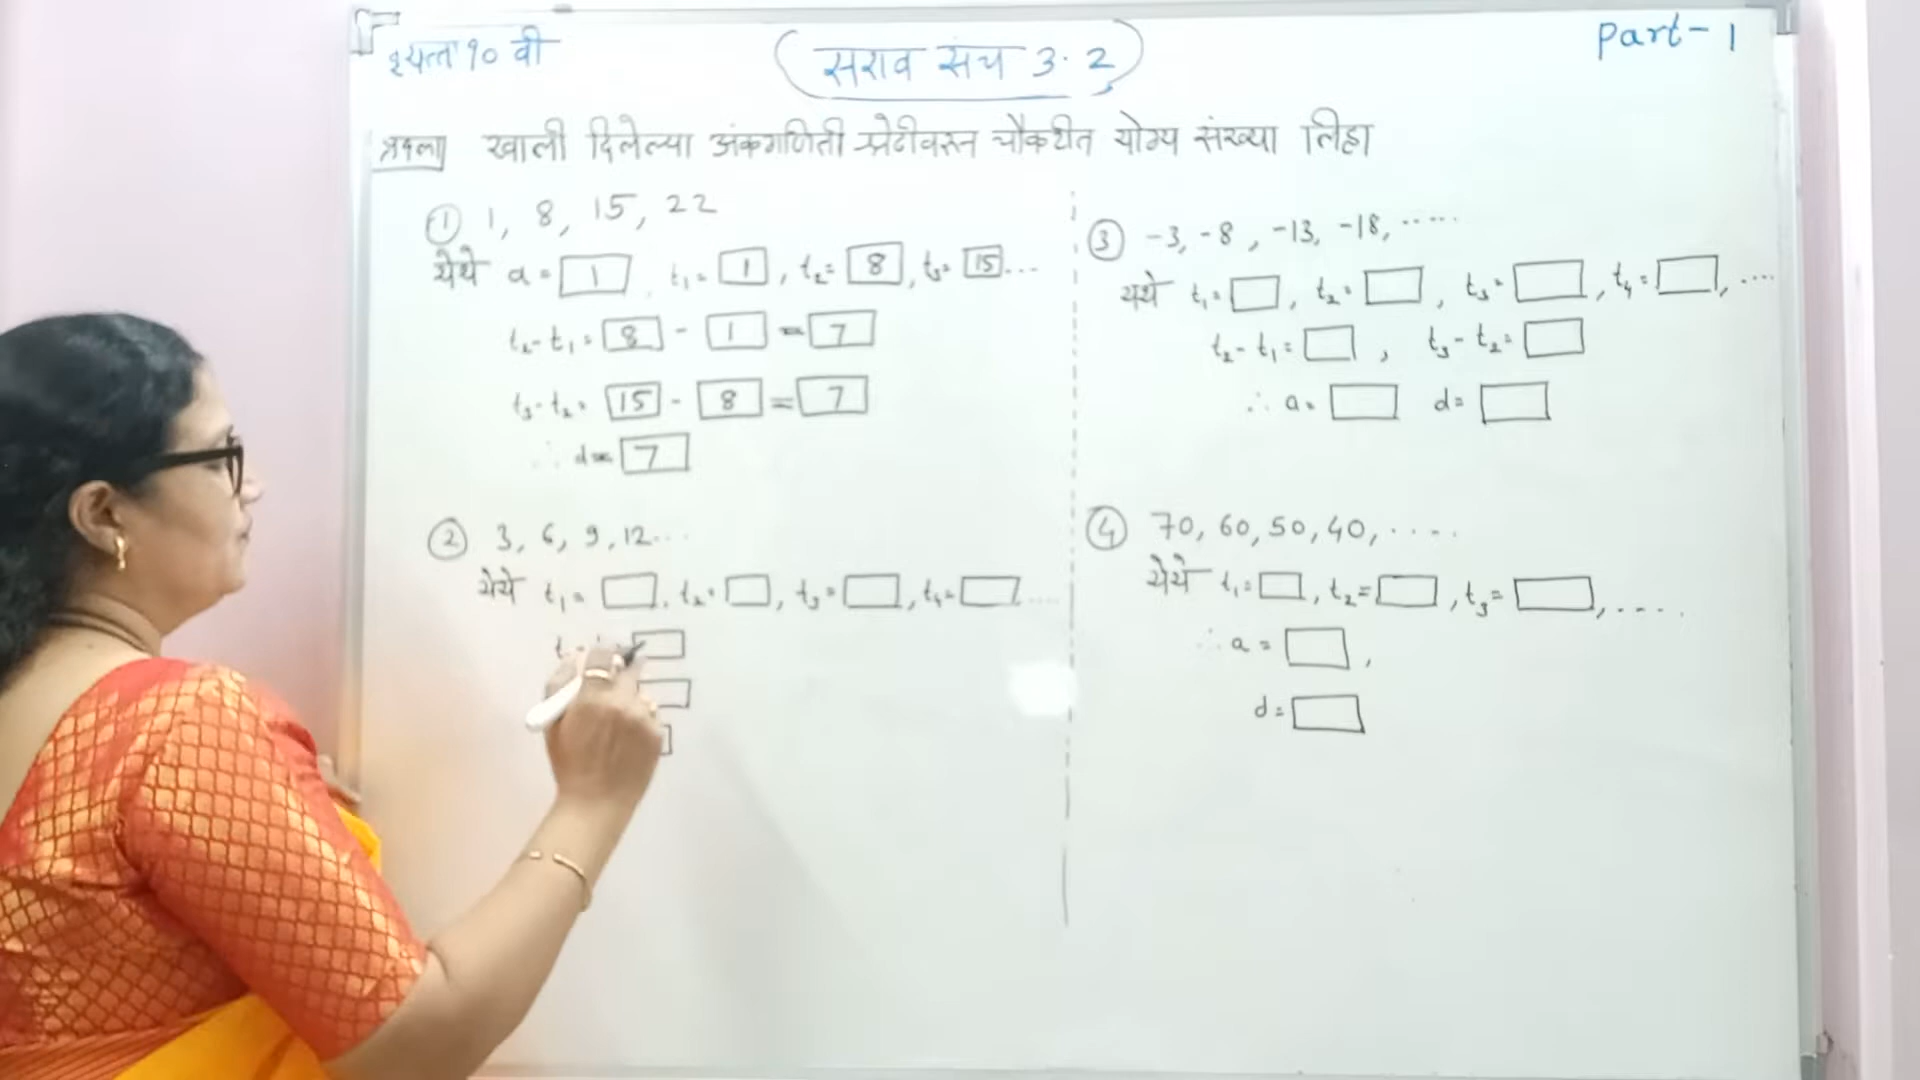 इयत्ता १० वी
सराव संच 3.2
Part-1
प्र१ला खाली दिलेल्या अंकगणिती श्रेढीवरून चौकटीत योग्य संख्या लिहा
① 1, 8, 15, 22
येथे a = 1, t₁ = 1, t₂ = 8, t₃ = 15 ...
t₂ - t₁ = 8 - 1 = 7
t₃ - t₂ = 15 - 8 = 7
∴ d = 7
② 3, 6, 9, 12...
येथे t₁ = □, t₂ = □, t₃ = □, t₄ = □ ....
③ -3, -8, -13, -18, .....
येथे t₁ = □, t₂ = □, t₃ = □, t₄ = □, ....
t₂ - t₁ = □, t₃ - t₂ = □
∴ a = □ d = □
④ 70, 60, 50, 40, .....
येथे t₁ = □, t₂ = □, t₃ = □, ....
∴ a = □,
d = □